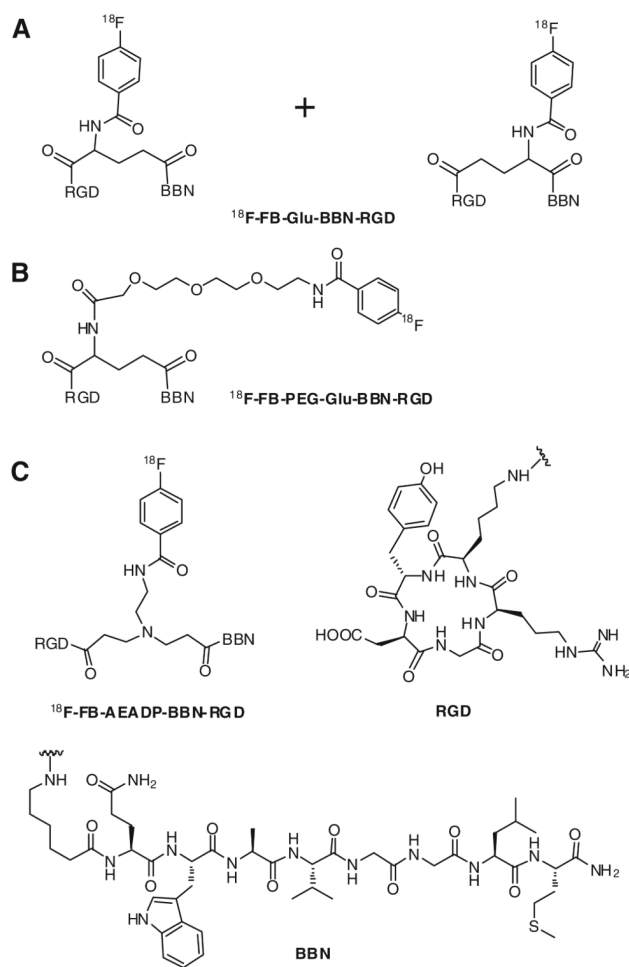 A
18F
18F
HN
O
HN
O
O
O
O
O
RGD
BBN
+
RGD
BBN
18F-FB-Glu-BBN-RGD
B
O
O
O
O
O
N
H
18F
HN
O
O
RGD
BBN
18F-FB-PEG-Glu-BBN-RGD
C
18F
HN
O
N
RGD
O
O
BBN
18F-FB-AEADP-BBN-RGD
OH
NH
O
O
NH
HN
O
O
NH
HN
HOOC
O
HN
O
N
H
NH
NH2
RGD
NH
O
NH2
O
N
H
O
H
N
O
N
H
O
H
N
O
N
H
O
H
N
O
N
H
O
H
N
O
NH2
HN
S
BBN